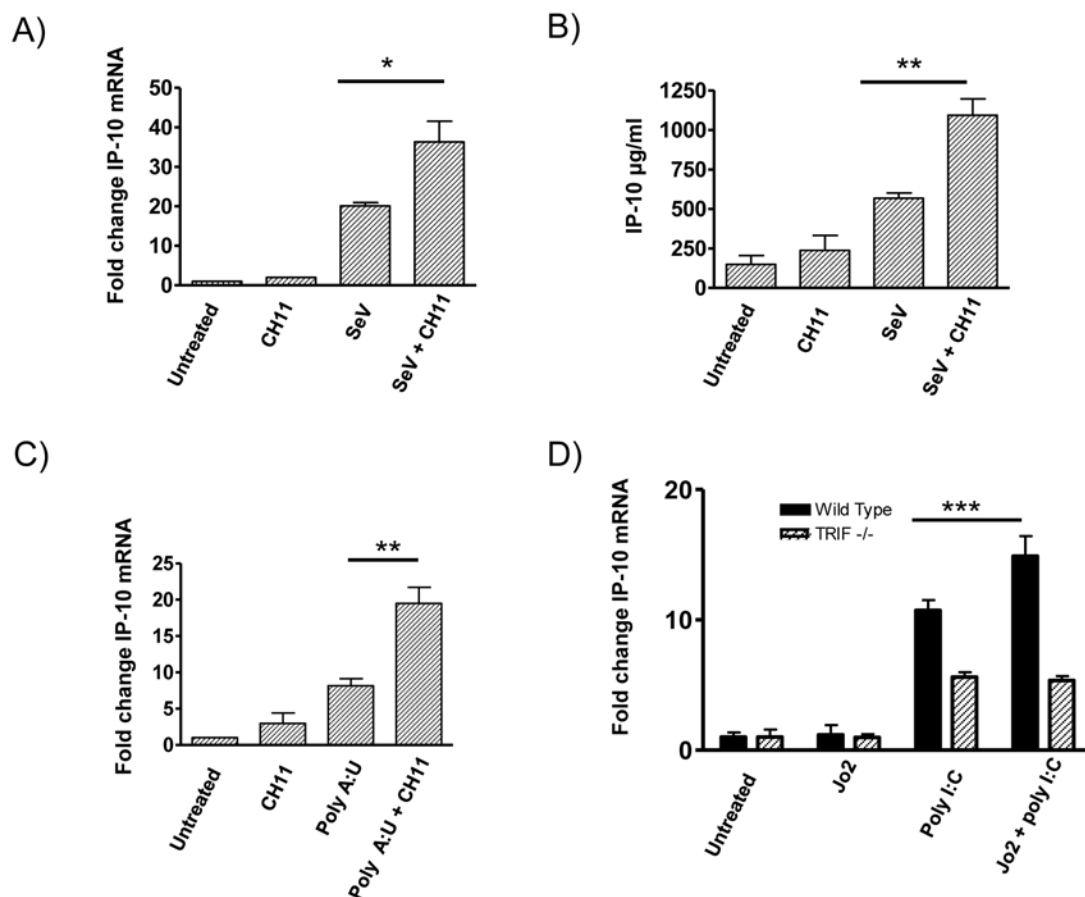 A)
Fold change IP-10 mRNA
50
40
30
20
10
0
*
Untreated
CH11
SeV
SeV + CH11
B)
IP-10 µg/ml
1250
1000
750
500
250
0
**
Untreated
CH11
SeV
SeV + CH11
C)
Fold change IP-10 mRNA
25
20
15
10
5
0
**
Untreated
CH11
Poly A:U
Poly A:U + CH11
D)
Fold change IP-10 mRNA
20
10
0
Wild Type
TRIF -/-
***
Untreated
Jo2
Poly I:C
Jo2 + poly I:C